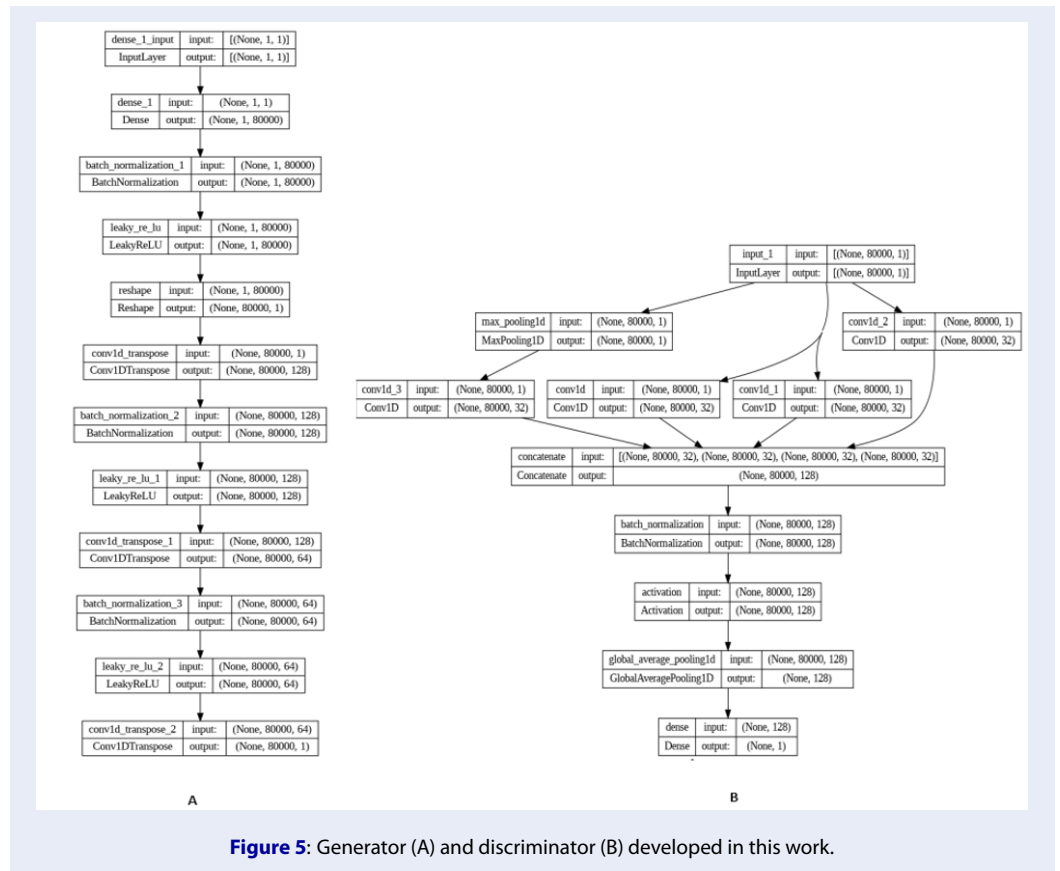 dense_1_input input: [(None, 1, 1)]
InputLayer output: [(None, 1, 1)]
dense_1 input: (None, 1, 1)
Dense output: (None, 1, 80000)
batch_normalization_1 input: (None, 1, 80000)
BatchNormalization output: (None, 1, 80000)
leaky_re_lu input: (None, 1, 80000)
LeakyReLU output: (None, 1, 80000)
reshape input: (None, 1, 80000)
Reshape output: (None, 80000, 1)
conv1d_transpose input: (None, 80000, 1)
Conv1DTranspose output: (None, 80000, 128)
batch_normalization_2 input: (None, 80000, 128)
BatchNormalization output: (None, 80000, 128)
leaky_re_lu_1 input: (None, 80000, 128)
LeakyReLU output: (None, 80000, 128)
conv1d_transpose_1 input: (None, 80000, 128)
Conv1DTranspose output: (None, 80000, 64)
batch_normalization_3 input: (None, 80000, 64)
BatchNormalization output: (None, 80000, 64)
leaky_re_lu_2 input: (None, 80000, 64)
LeakyReLU output: (None, 80000, 64)
conv1d_transpose_2 input: (None, 80000, 64)
Conv1DTranspose output: (None, 80000, 1)
A
input_1 input: [(None, 80000, 1)]
InputLayer output: [(None, 80000, 1)]
max_pooling1d input: (None, 80000, 1)
MaxPooling1D output: (None, 80000, 1)
conv1d_2 input: (None, 80000, 1)
Conv1D output: (None, 80000, 32)
conv1d_3 input: (None, 80000, 1)
Conv1D output: (None, 80000, 32)
conv1d input: (None, 80000, 1)
Conv1D output: (None, 80000, 32)
conv1d_1 input: (None, 80000, 1)
Conv1D output: (None, 80000, 32)
concatenate input: [(None, 80000, 32), (None, 80000, 32), (None, 80000, 32), (None, 80000, 32)]
Concatenate output: (None, 80000, 128)
batch_normalization input: (None, 80000, 128)
BatchNormalization output: (None, 80000, 128)
activation input: (None, 80000, 128)
Activation output: (None, 80000, 128)
global_average_pooling1d input: (None, 80000, 128)
GlobalAveragePooling1D output: (None, 128)
dense input: (None, 128)
Dense output: (None, 1)
B
Figure 5: Generator (A) and discriminator (B) developed in this work.